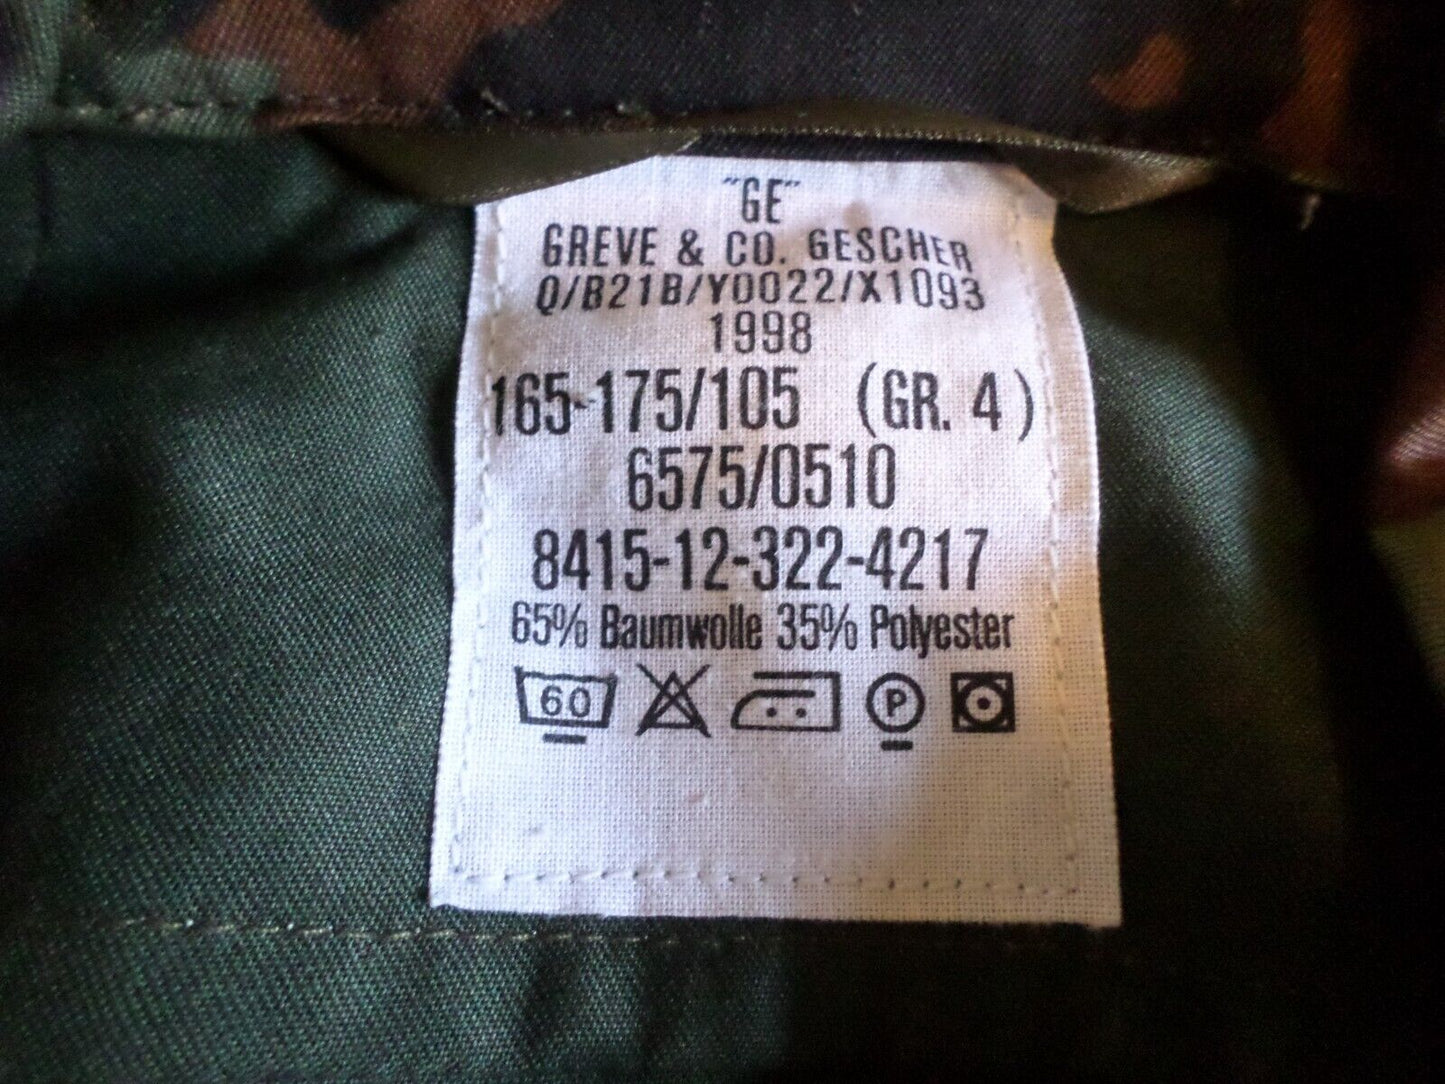 "GE"
GREVE & CO. GESCHER
Q/B21B/Y0022/X1093
1998
165-175/105 (GR. 4)
6575/0510
8415-12-322-4217
65% Baumwolle 35% Polyester
60 P